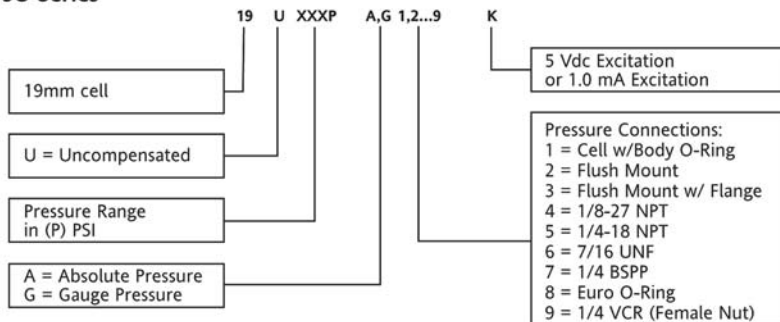 19 U XXXP A,G 1,2...9 K
19mm cell
U = Uncompensated
Pressure Range
in (P) PSI
A = Absolute Pressure
G = Gauge Pressure
5 Vdc Excitation
or 1.0 mA Excitation
Pressure Connections:
1 = Cell w/Body O-Ring
2 = Flush Mount
3 = Flush Mount w/ Flange
4 = 1/8-27 NPT
5 = 1/4-18 NPT
6 = 7/16 UNF
7 = 1/4 BSPP
8 = Euro O-Ring
9 = 1/4 VCR (Female Nut)